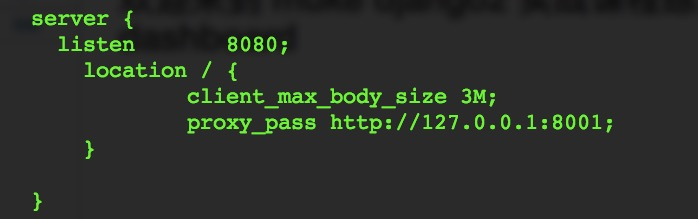 server {
listen 8080;
location / {
client_max_body_size 3M;
proxy_pass http://127.0.0.1:8001;
}
}